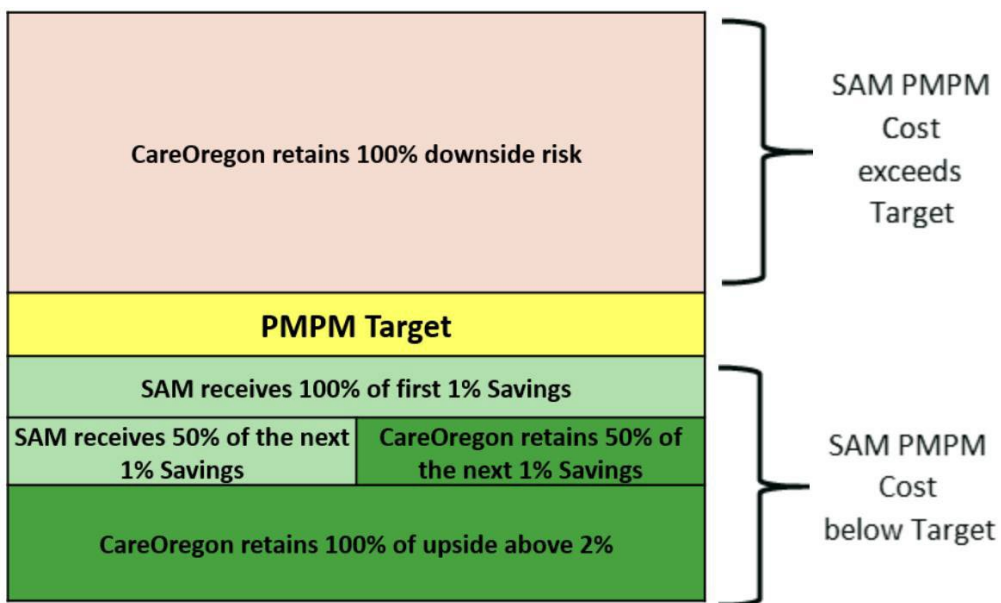 CareOregon retains 100% downside risk
SAM PMPM
Cost
exceeds
Target
PMPM Target
SAM receives 100% of first 1% Savings
SAM receives 50% of the next
1% Savings
CareOregon retains 50% of
the next 1% Savings
CareOregon retains 100% of upside above 2%
SAM PMPM
Cost
below Target